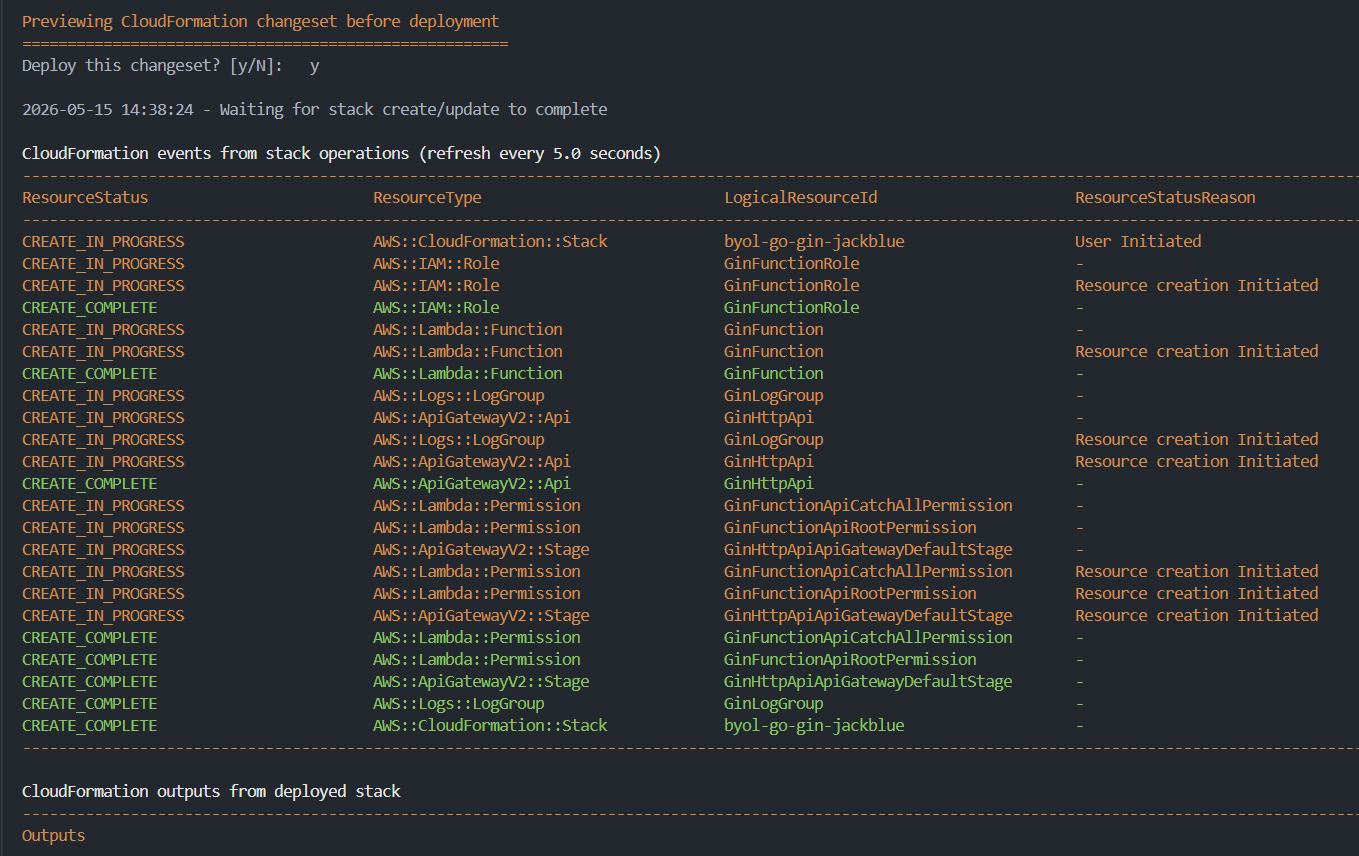 Previewing CloudFormation changeset before deployment
======================================================
Deploy this changeset? [y/N]: y
2026-05-15 14:38:24 - Waiting for stack create/update to complete
CloudFormation events from stack operations (refresh every 5.0 seconds)
ResourceStatus ResourceType LogicalResourceId ResourceStatusReason
CREATE_IN_PROGRESS AWS::CloudFormation::Stack byol-go-gin-jackblue User Initiated
CREATE_IN_PROGRESS AWS::IAM::Role GinFunctionRole -
CREATE_IN_PROGRESS AWS::IAM::Role GinFunctionRole Resource creation Initiated
CREATE_COMPLETE AWS::IAM::Role GinFunctionRole -
CREATE_IN_PROGRESS AWS::Lambda::Function GinFunction -
CREATE_IN_PROGRESS AWS::Lambda::Function GinFunction Resource creation Initiated
CREATE_COMPLETE AWS::Lambda::Function GinFunction -
CREATE_IN_PROGRESS AWS::Logs::LogGroup GinLogGroup -
CREATE_IN_PROGRESS AWS::ApiGatewayV2::Api GinHttpApi -
CREATE_IN_PROGRESS AWS::Logs::LogGroup GinLogGroup Resource creation Initiated
CREATE_IN_PROGRESS AWS::ApiGatewayV2::Api GinHttpApi Resource creation Initiated
CREATE_COMPLETE AWS::ApiGatewayV2::Api GinHttpApi -
CREATE_IN_PROGRESS AWS::Lambda::Permission GinFunctionApiCatchAllPermission -
CREATE_IN_PROGRESS AWS::Lambda::Permission GinFunctionApiRootPermission -
CREATE_IN_PROGRESS AWS::ApiGatewayV2::Stage GinHttpApiApiGatewayDefaultStage -
CREATE_IN_PROGRESS AWS::Lambda::Permission GinFunctionApiCatchAllPermission Resource creation Initiated
CREATE_IN_PROGRESS AWS::Lambda::Permission GinFunctionApiRootPermission Resource creation Initiated
CREATE_IN_PROGRESS AWS::ApiGatewayV2::Stage GinHttpApiApiGatewayDefaultStage Resource creation Initiated
CREATE_COMPLETE AWS::Lambda::Permission GinFunctionApiCatchAllPermission -
CREATE_COMPLETE AWS::Lambda::Permission GinFunctionApiRootPermission -
CREATE_COMPLETE AWS::ApiGatewayV2::Stage GinHttpApiApiGatewayDefaultStage -
CREATE_COMPLETE AWS::Logs::LogGroup GinLogGroup -
CREATE_COMPLETE AWS::CloudFormation::Stack byol-go-gin-jackblue -
CloudFormation outputs from deployed stack
Outputs